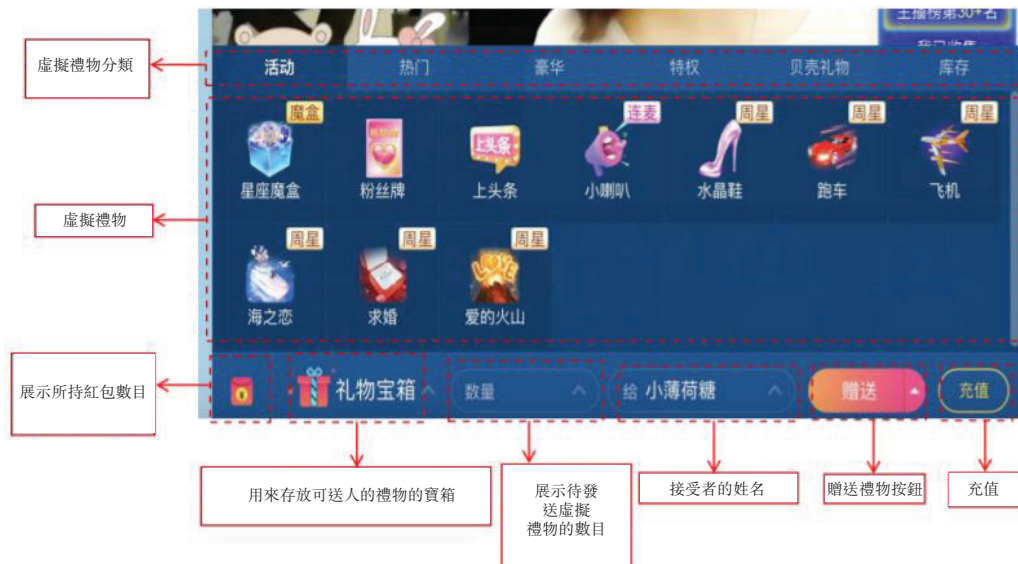 主播榜第30+名
虛擬禮物分類
活动 热门 豪华 特权 贝壳礼物 库存
魔盒 连麦 周星 周星 周星
上头条
星座魔盒 粉丝牌 上头条 小喇叭 水晶鞋 跑车 飞机
虛擬禮物
周星 周星 周星
LOVE
海之恋 求婚 爱的火山
展示所持紅包數目
礼物宝箱 数量 给 小薄荷糖 赠送 充值
用來存放可送人的禮物的寶箱
展示待發
送虛擬
禮物的數目
接受者的姓名
贈送禮物按鈕
充值